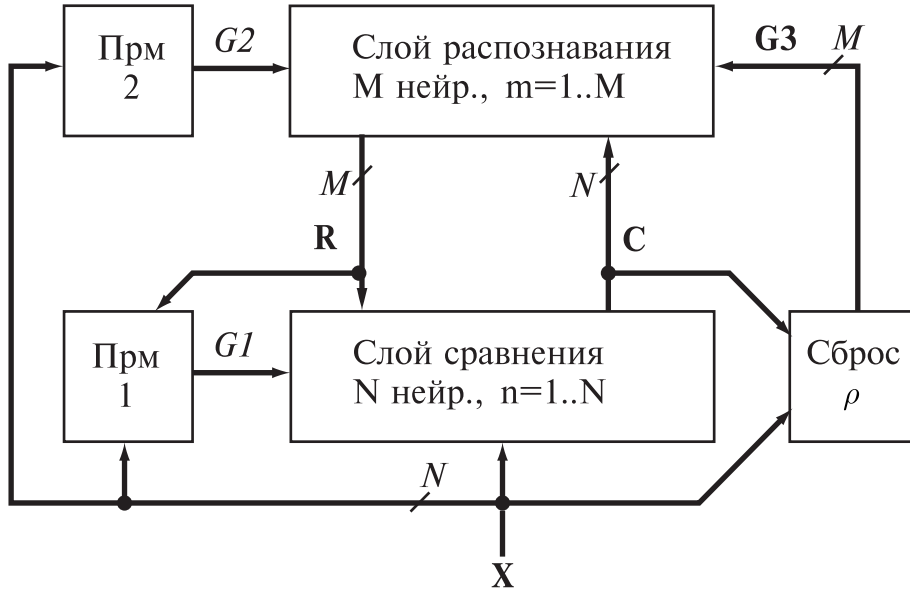 Прм
2
G2
Слой распознавания
M нейр., m=1..M
G3
M
M
N
R
C
Прм
1
G1
Слой сравнения
N нейр., n=1..N
Сброс
ρ
N
X